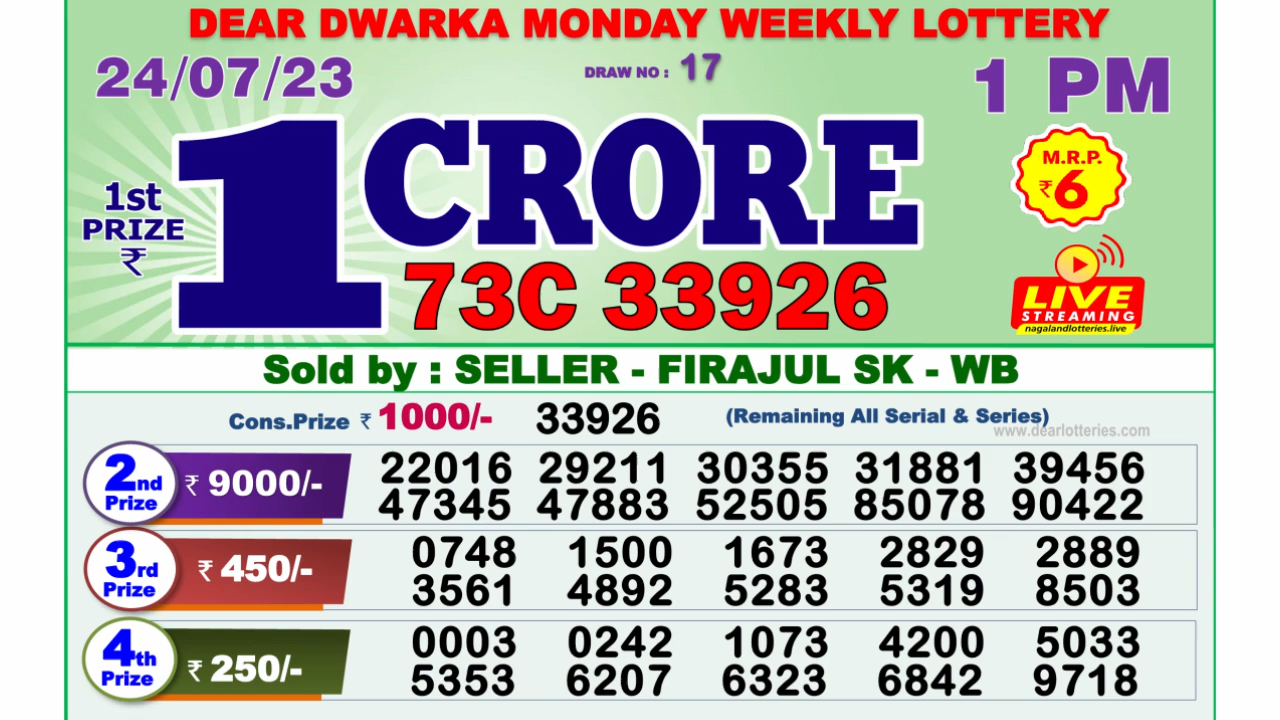 DEAR DWARKA MONDAY WEEKLY LOTTERY
24/07/23 DRAW NO : 17 1 PM
1st PRIZE ₹ 1 CRORE
M.R.P. ₹6
73C 33926
LIVE STREAMING
nagalandlotteries.live
Sold by : SELLER - FIRAJUL SK - WB
Cons.Prize ₹ 1000/- 33926 (Remaining All Serial & Series)
www.dearlotteries.com
2nd Prize ₹ 9000/-
22016 29211 30355 31881 39456
47345 47883 52505 85078 90422
3rd Prize ₹ 450/-
0748 1500 1673 2829 2889
3561 4892 5283 5319 8503
4th Prize ₹ 250/-
0003 0242 1073 4200 5033
5353 6207 6323 6842 9718